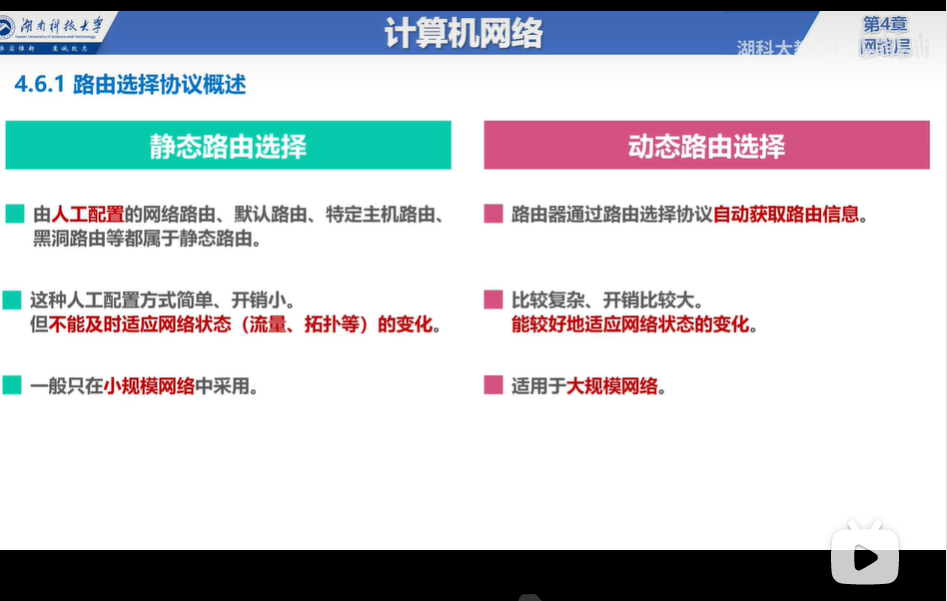 湖南科技大学
Hunan University of Science and Technology
计算机网络
第4章
网络层
湖科大教
4.6.1 路由选择协议概述
静态路由选择
由人工配置的网络路由、默认路由、特定主机路由、
黑洞路由等都属于静态路由。
这种人工配置方式简单、开销小。
但不能及时适应网络状态（流量、拓扑等）的变化。
一般只在小规模网络中采用。
动态路由选择
路由器通过路由选择协议自动获取路由信息。
比较复杂、开销比较大。
能较好地适应网络状态的变化。
适用于大规模网络。